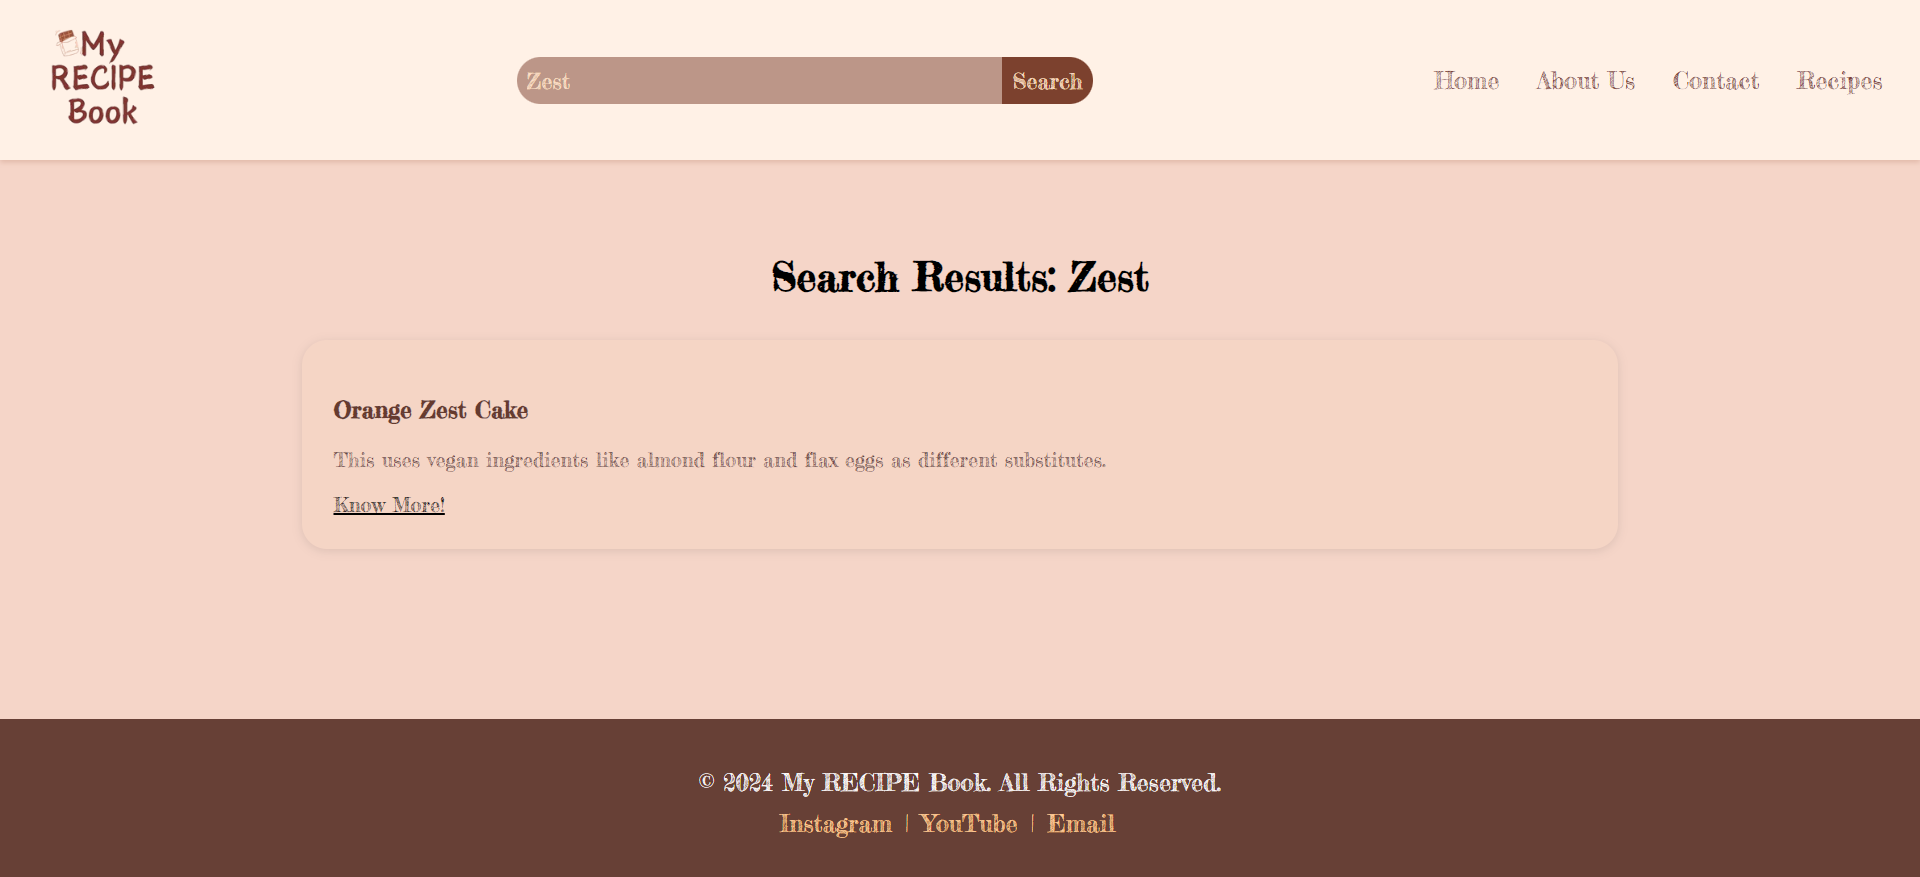 My
RECIPE
Book
Zest
Search
Home
About Us
Contact
Recipes
Search Results: Zest
Orange Zest Cake
This uses vegan ingredients like almond flour and flax eggs as different substitutes.
Know More!
© 2024 My RECIPE Book. All Rights Reserved.
Instagram | YouTube | Email